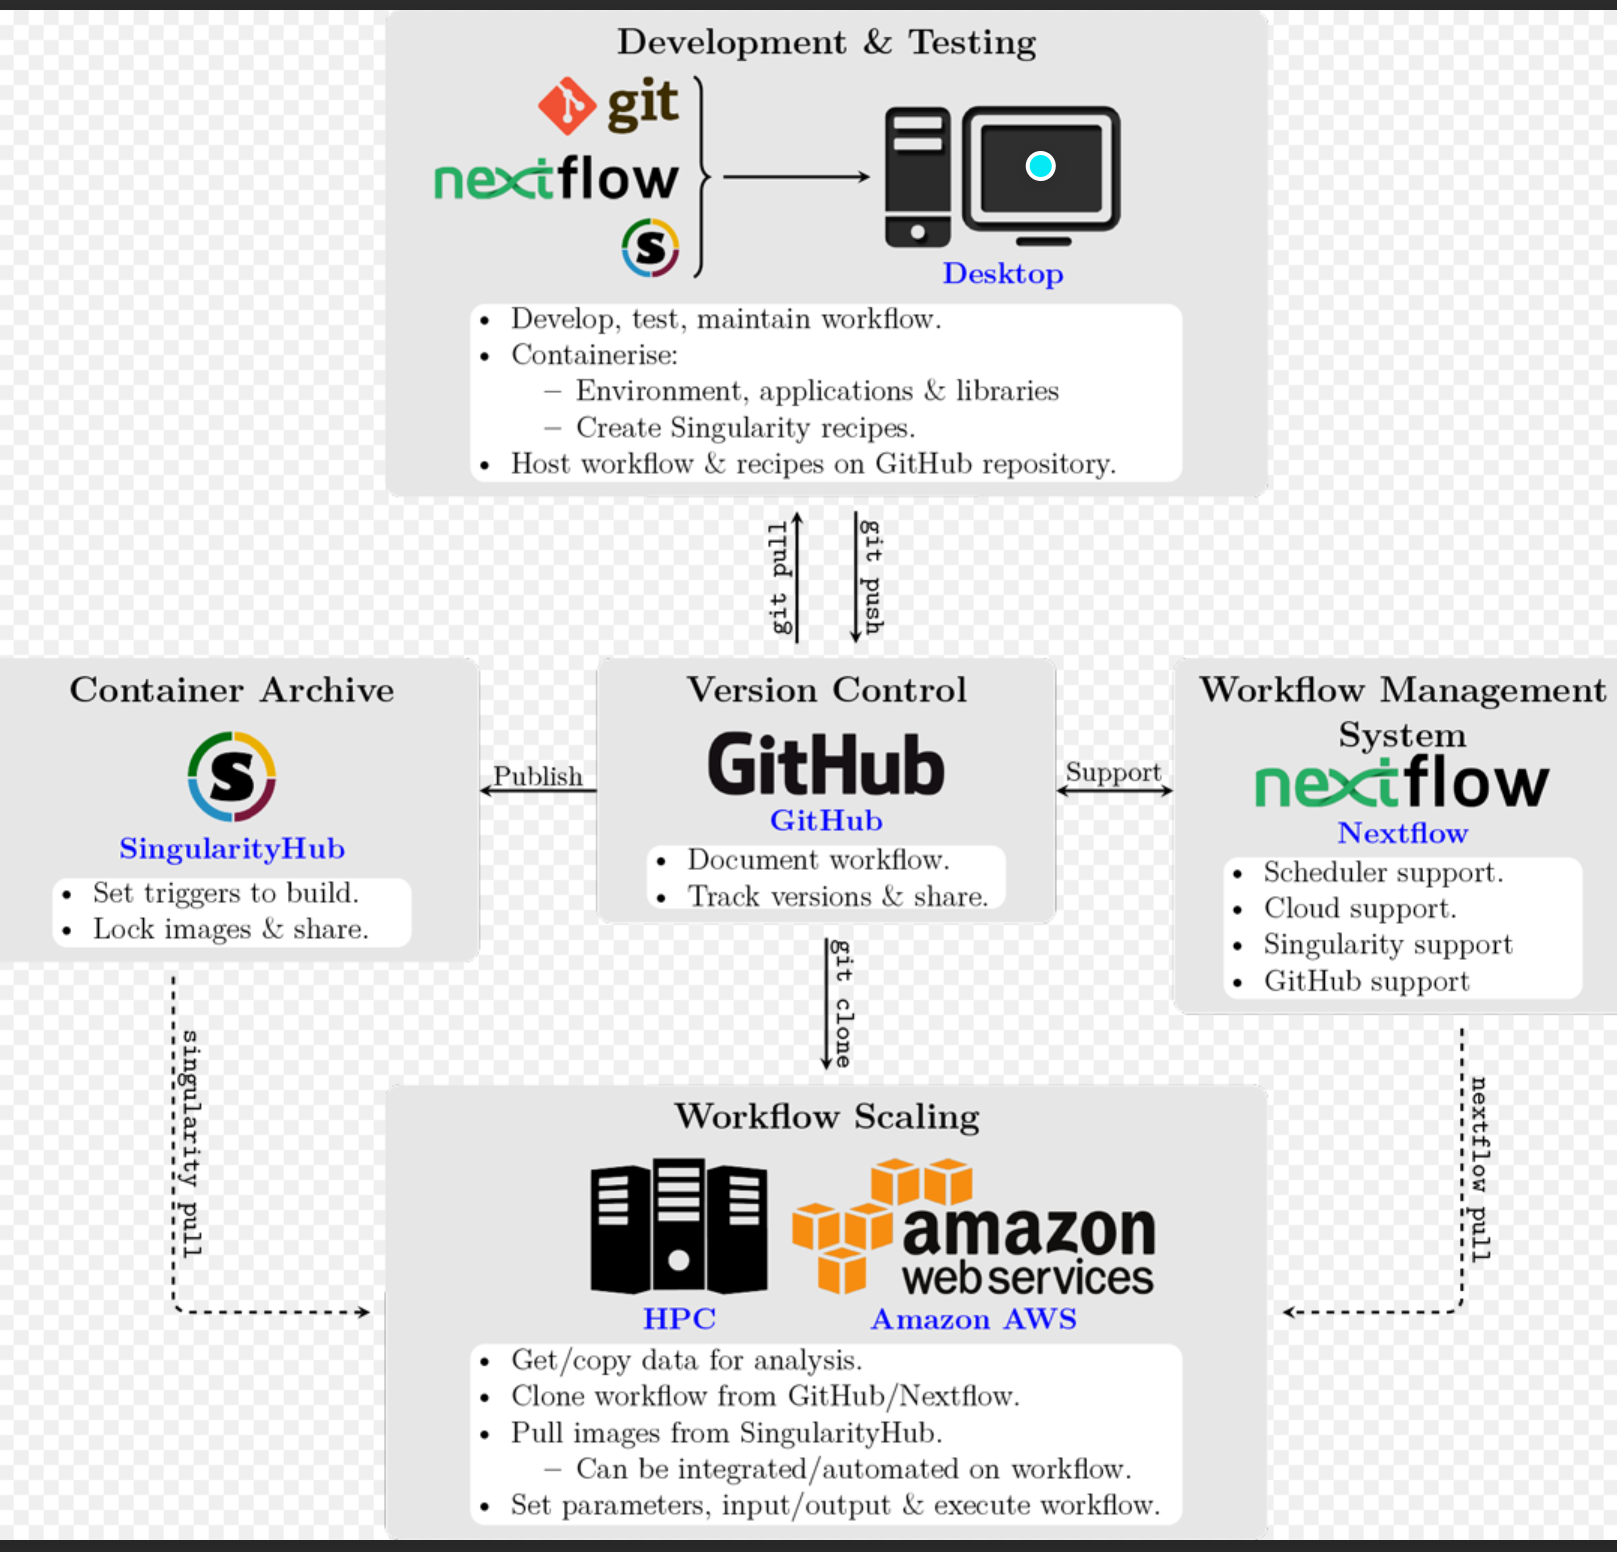 Development & Testing
git
nextflow
S
Desktop
• Develop, test, maintain workflow.
• Containerise:
– Environment, applications & libraries
– Create Singularity recipes.
• Host workflow & recipes on GitHub repository.
git pull
git push
Container Archive
S
SingularityHub
• Set triggers to build.
• Lock images & share.
Publish
Version Control
GitHub
GitHub
• Document workflow.
• Track versions & share.
Support
Workflow Management
System
nextflow
Nextflow
• Scheduler support.
• Cloud support.
• Singularity support
• GitHub support
singularity pull
git clone
nextflow pull
Workflow Scaling
amazon
webservices
HPC
Amazon AWS
• Get/copy data for analysis.
• Clone workflow from GitHub/Nextflow.
• Pull images from SingularityHub.
– Can be integrated/automated on workflow.
• Set parameters, input/output & execute workflow.